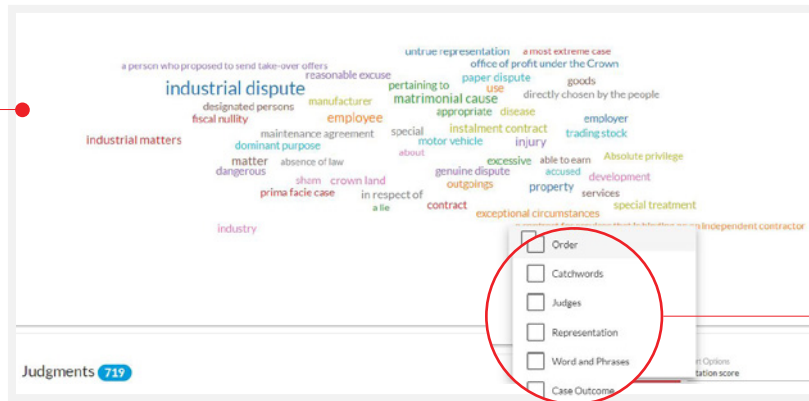 untrue representation a most extreme case
a person who proposed to send take-over offers office of profit under the Crown
reasonable excuse paper dispute goods
industrial dispute pertaining to use directly chosen by the people
designated persons manufacturer matrimonial cause
fiscal nullity employee appropriate disease employer
industrial matters maintenance agreement special instalment contract trading stock
dominant purpose motor vehicle injury
about
matter absence of law excessive able to earn Absolute privilege
dangerous genuine dispute accused development
sham crown land outgoings
prima facie case in respect of property services
a lie contract exceptional circumstances special treatment
industry independent contractor
Order
Catchwords
Judges
Representation
Word and Phrases
Case Outcome
Judgments 719
Options
tation score